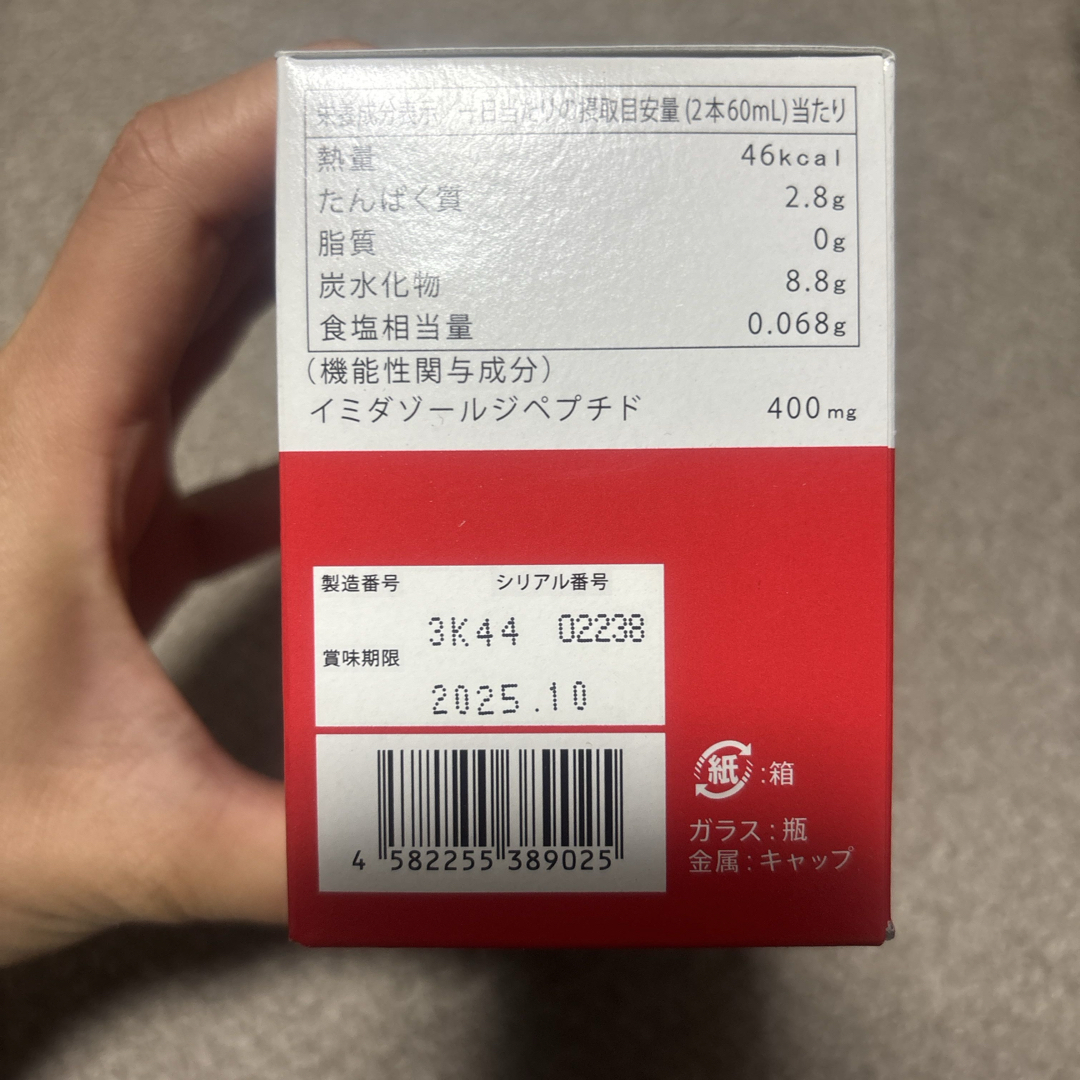 栄養成分表示/一日当たりの摂取目安量(2本60mL)当たり
熱量 46kcal
たんぱく質 2.8g
脂質 0g
炭水化物 8.8g
食塩相当量 0.068g
(機能性関与成分)
イミダゾールジペプチド 400mg
製造番号 シリアル番号
3K44 02238
賞味期限
2025.10
4 582255 389025
紙:箱
ガラス:瓶
金属:キャップ